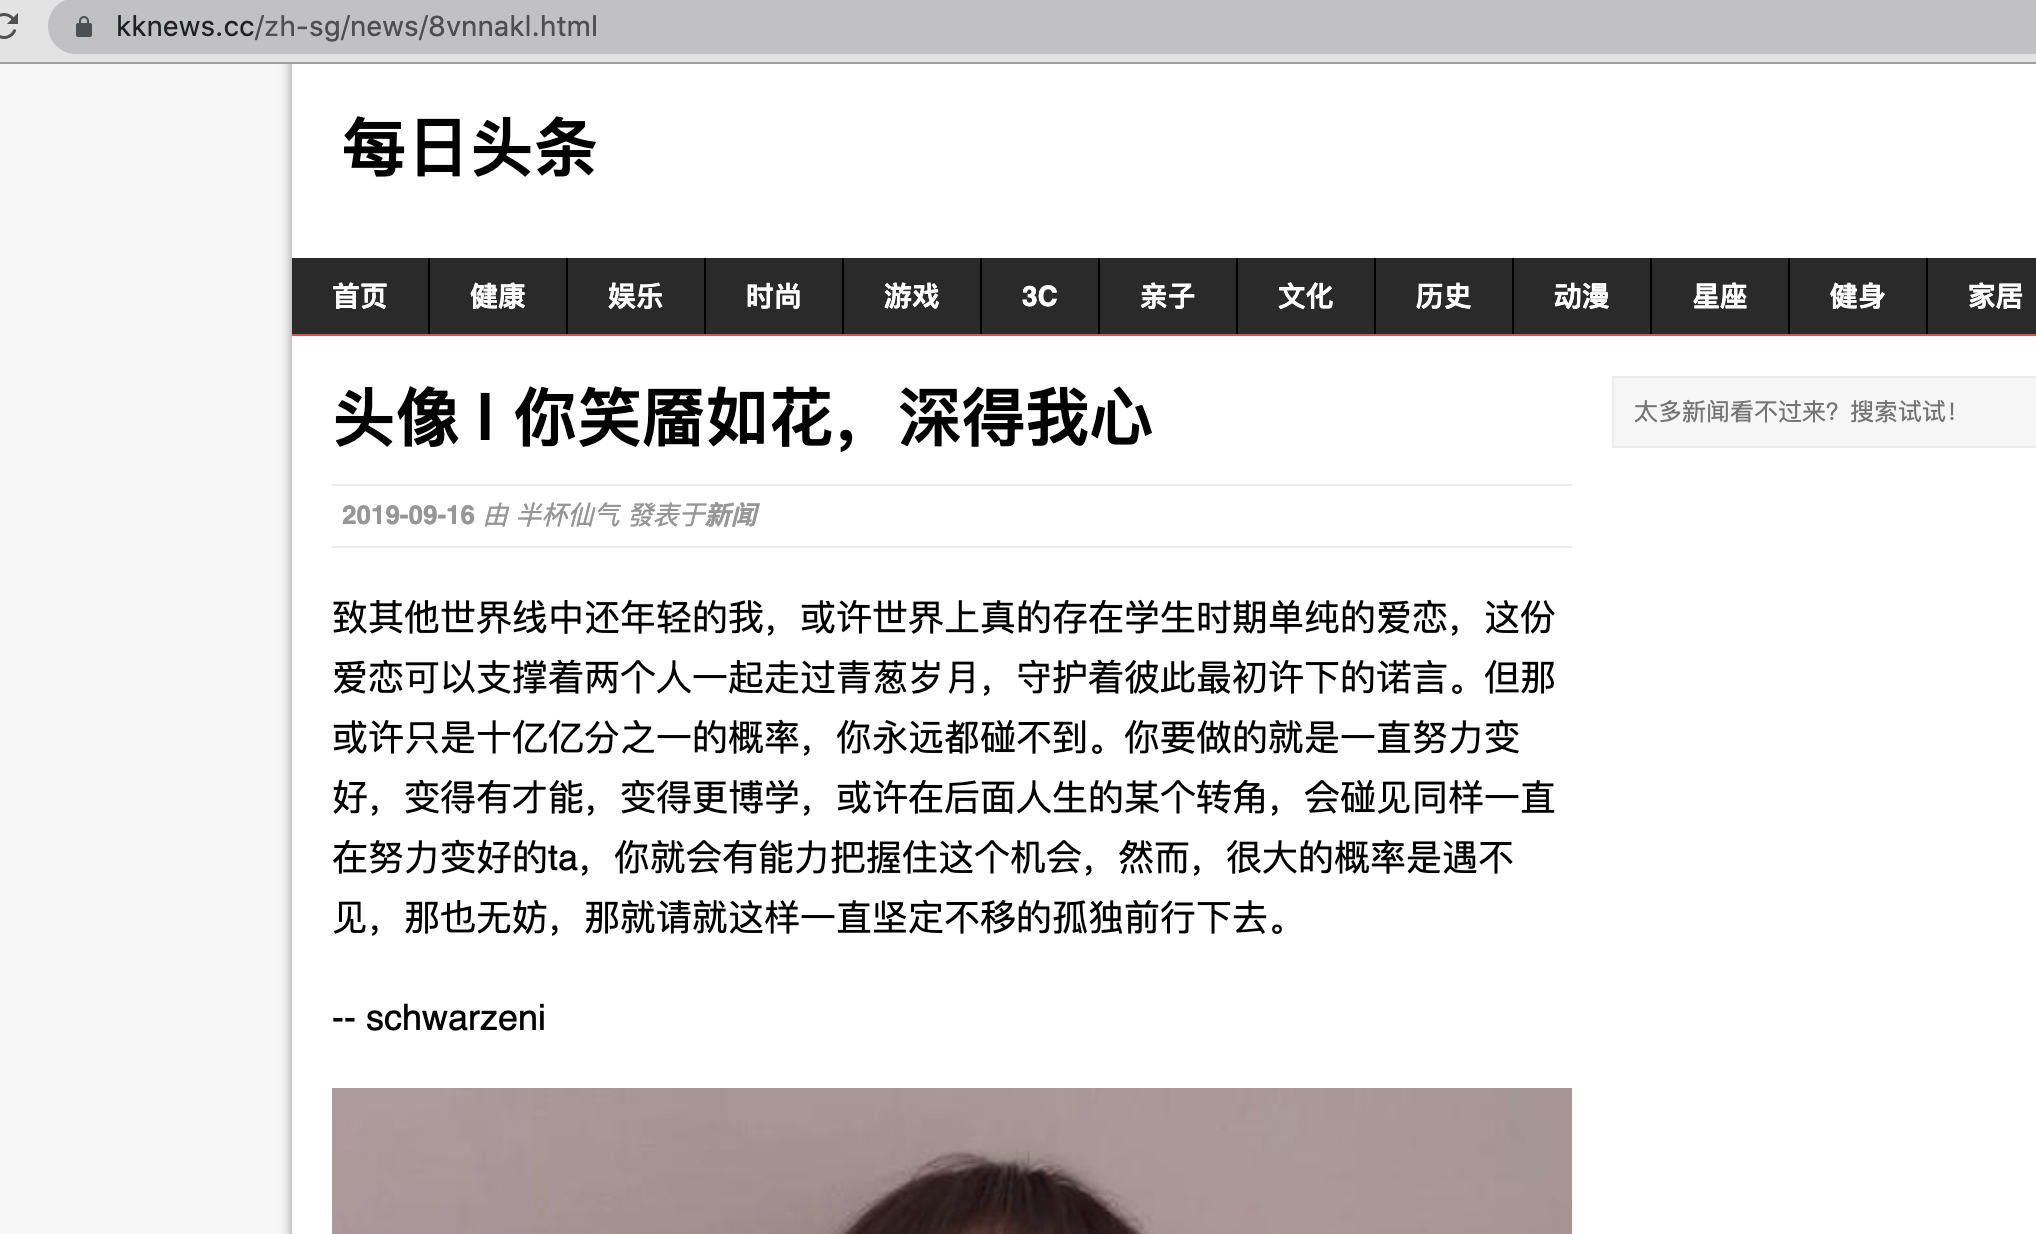 kknews.cc/zh-sg/news/8vnnakl.html
每日头条
首页 健康 娱乐 时尚 游戏 3C 亲子 文化 历史 动漫 星座 健身 家居
头像 l 你笑靥如花，深得我心
太多新闻看不过来？搜索试试！
2019-09-16 由 半杯仙气 發表于新闻
致其他世界线中还年轻的我，或许世界上真的存在学生时期单纯的爱恋，这份
爱恋可以支撑着两个人一起走过青葱岁月，守护着彼此最初许下的诺言。但那
或许只是十亿亿分之一的概率，你永远都碰不到。你要做的就是一直努力变
好，变得有才能，变得更博学，或许在后面人生的某个转角，会碰见同样一直
在努力变好的ta，你就会有能力把握住这个机会，然而，很大的概率是遇不
见，那也无妨，那就请就这样一直坚定不移的孤独前行下去。
-- schwarzeni